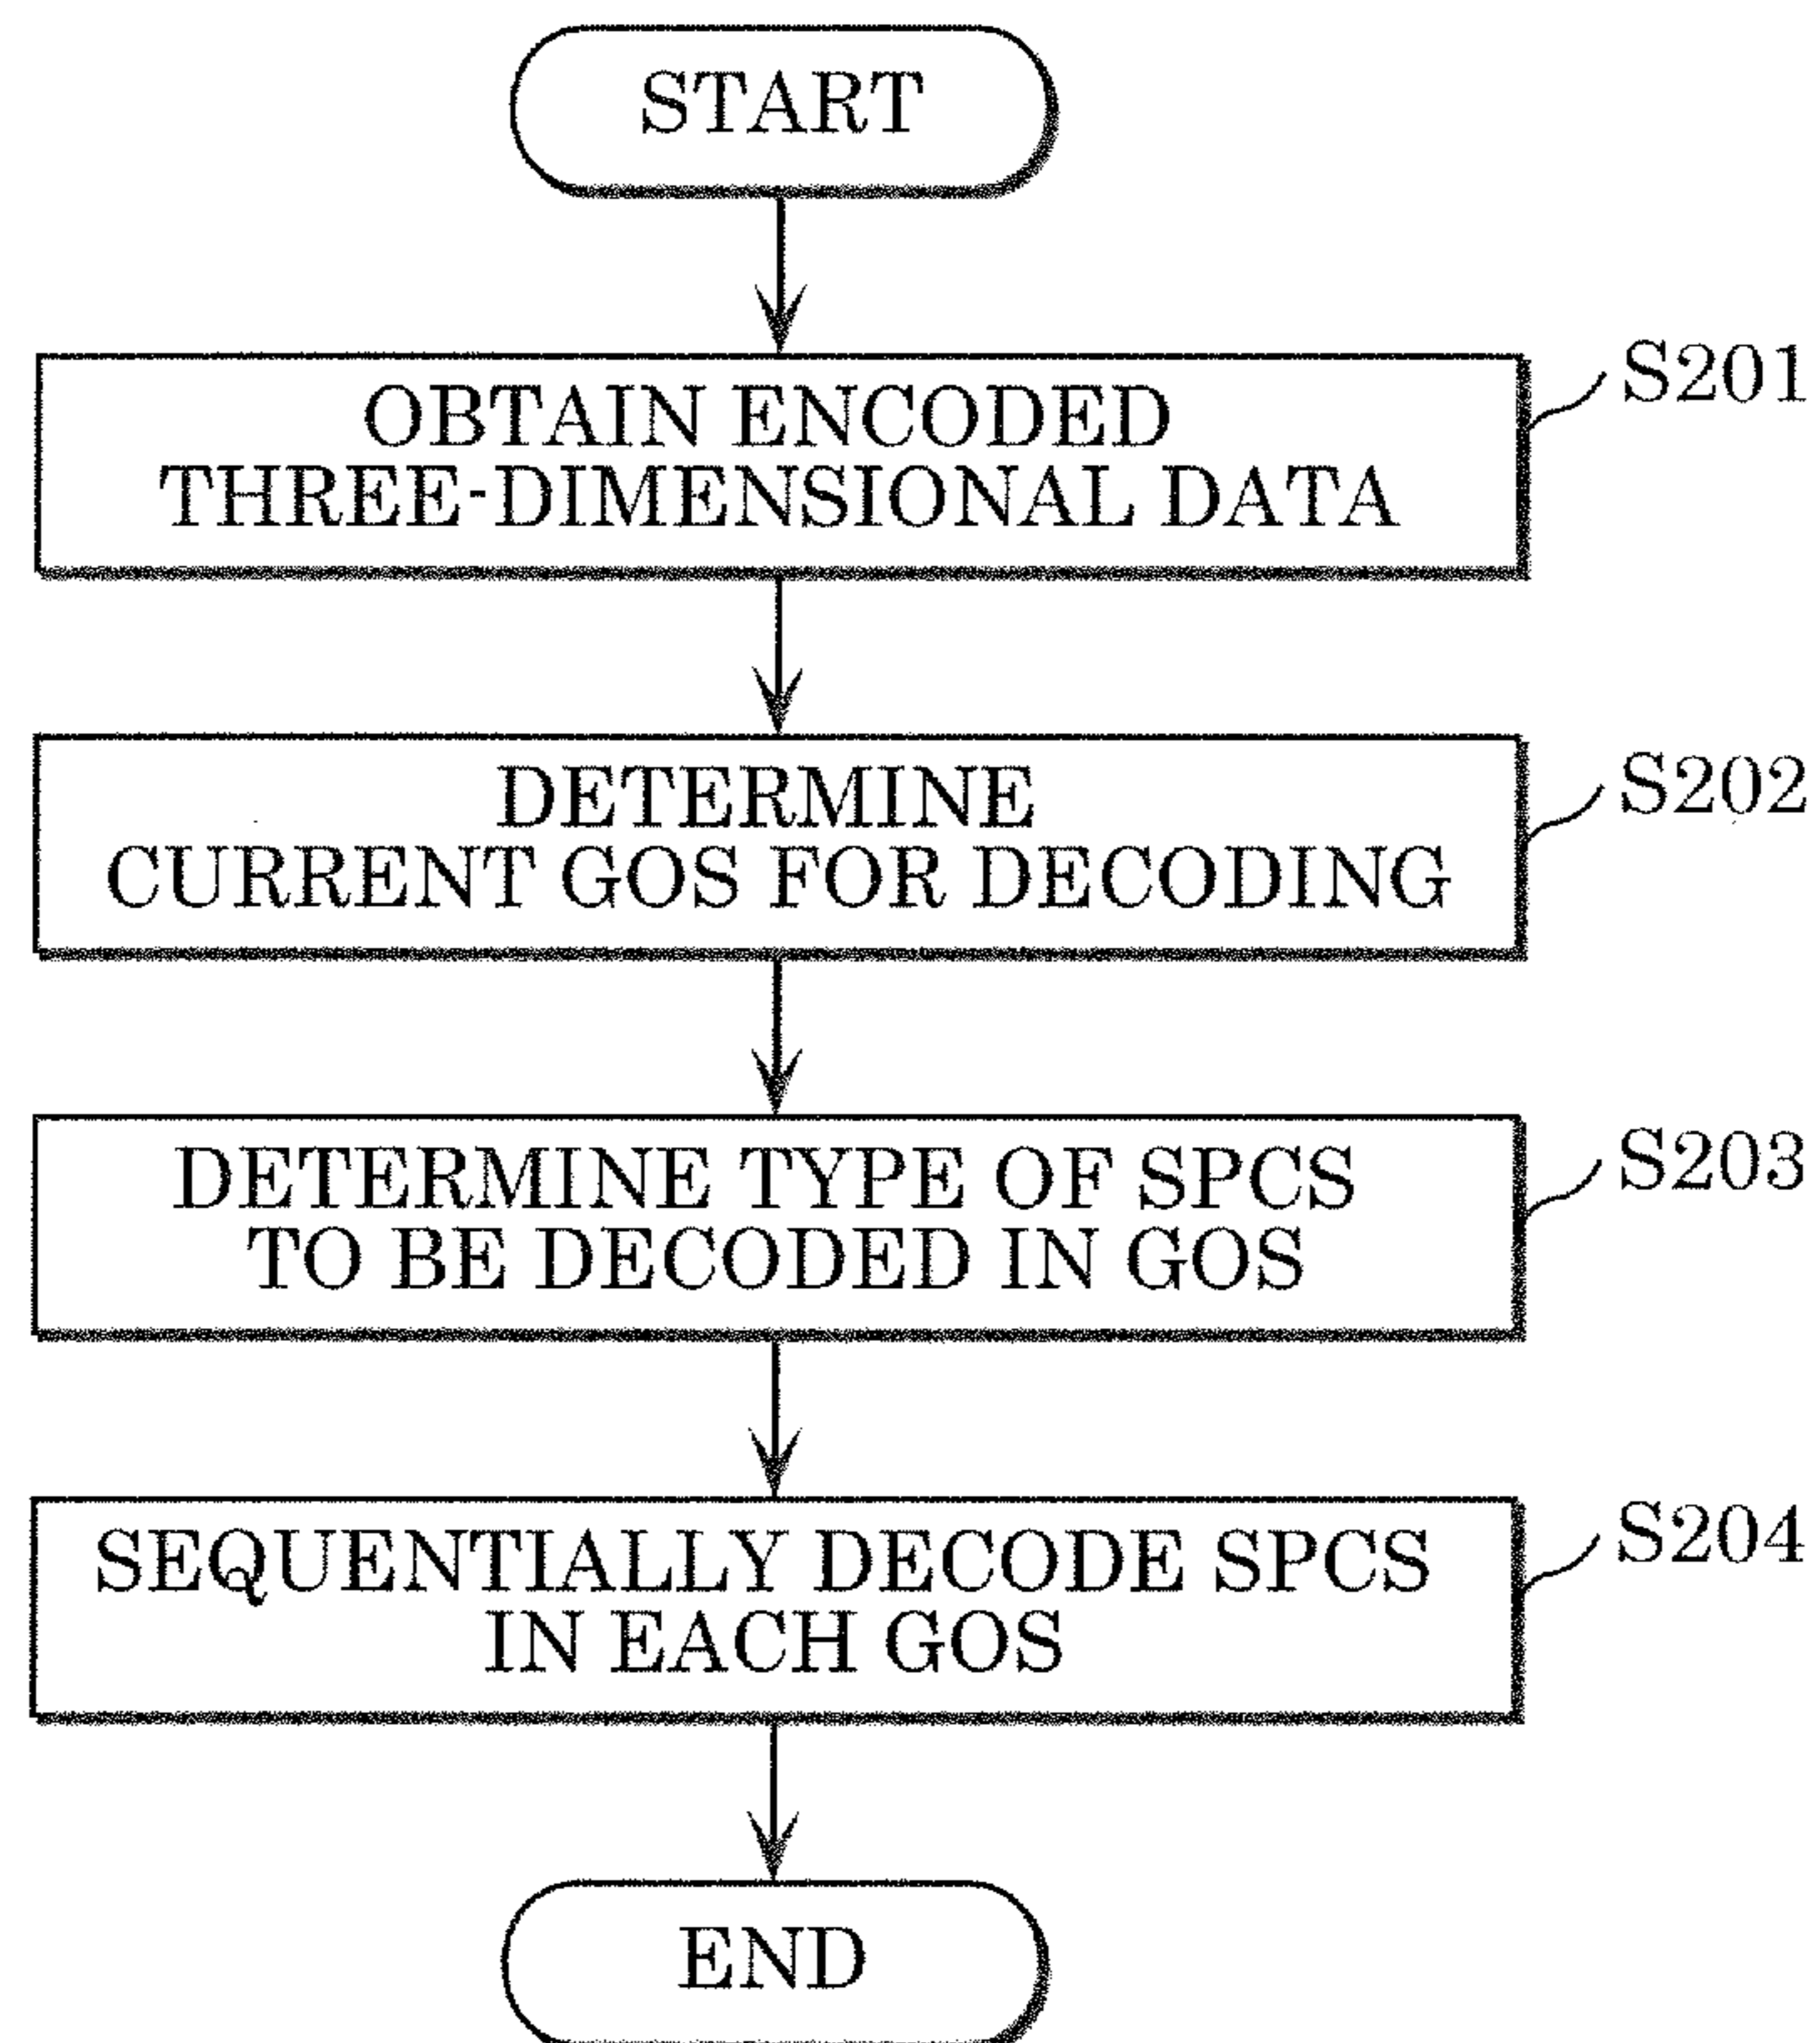 START
OBTAIN ENCODED
THREE-DIMENSIONAL DATA
S201
DETERMINE
CURRENT GOS FOR DECODING
S202
DETERMINE TYPE OF SPCS
TO BE DECODED IN GOS
S203
SEQUENTIALLY DECODE SPCS
IN EACH GOS
S204
END